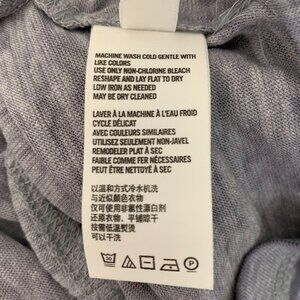 MACHINE WASH COLD GENTLE WITH
LIKE COLORS
USE ONLY NON-CHLORINE BLEACH
RESHAPE AND LAY FLAT TO DRY
LOW IRON AS NEEDED
MAY BE DRY CLEANED
LAVER À LA MACHINE À L'EAU FROID
CYCLE DÉLICAT
AVEC COULEURS SIMILAIRES
UTILISEZ SEULEMENT NON-JAVEL
REMODELER PLAT À SEC
FAIBLE COMME FER NÉCESSAIRES
PEUT ÊTRE NETTOYÉ À SEC
以温和方式冷水机洗
与近似颜色衣物
仅可使用非氯漂白剂
还原衣物，平铺晾干
按需低温熨烫
可以干洗
P